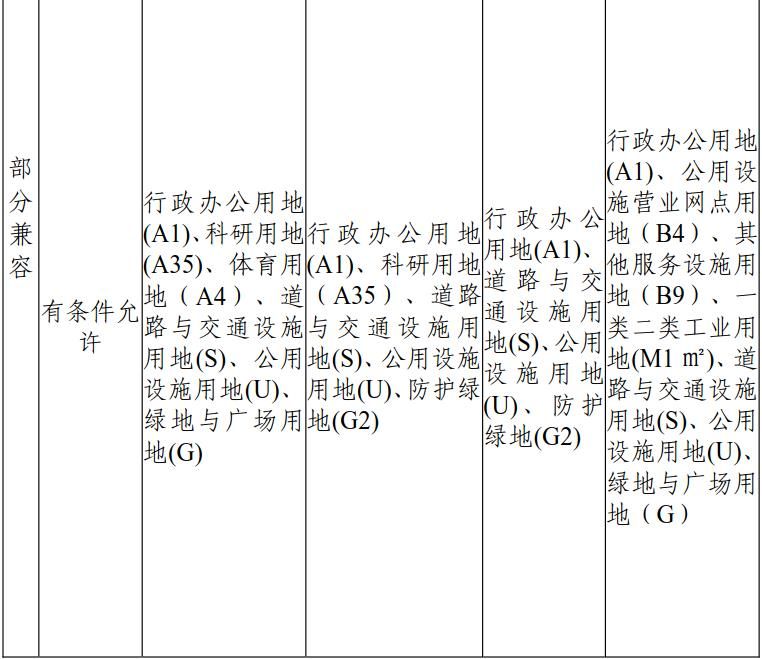 部
分
兼
容
有条件允
许
行政办公用地
(A1)、科研用地
(A35)、体育用
地（A4）、道
路与交通设施
用地(S)、公用
设施用地(U)、
绿地与广场用
地(G)
行政办公用地
(A1)、科研用地
（A35）、道路
与交通设施用
地(S)、公用设施
用地(U)、防护绿
地(G2)
行政办公
用地(A1)、
道路与交
通设施用
地(S)、公用
设施用地
(U)、防护
绿地(G2)
行政办公用地
(A1)、公用设
施营业网点用
地（B4）、其
他服务设施用
地（B9）、一
类二类工业用
地(M1 ㎡)、道
路与交通设施
用地(S)、公用
设施用地(U)、
绿地与广场用
地（G）